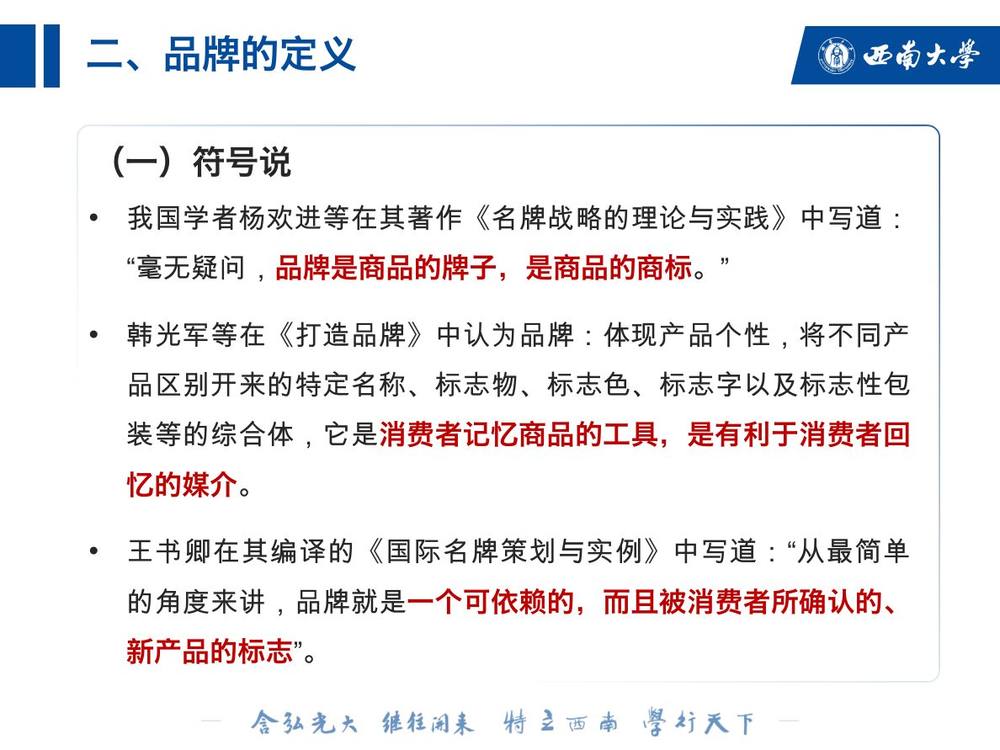 二、品牌的定义
西南大学
（一）符号说
• 我国学者杨欢进等在其著作《名牌战略的理论与实践》中写道：
“毫无疑问，品牌是商品的牌子，是商品的商标。”
• 韩光军等在《打造品牌》中认为品牌：体现产品个性，将不同产
品区别开来的特定名称、标志物、标志色、标志字以及标志性包
装等的综合体，它是消费者记忆商品的工具，是有利于消费者回
忆的媒介。
• 王书卿在其编译的《国际名牌策划与实例》中写道：“从最简单
的角度来讲，品牌就是一个可依赖的，而且被消费者所确认的、
新产品的标志”。
含弘光大 继往开来 特立西南 學行天下